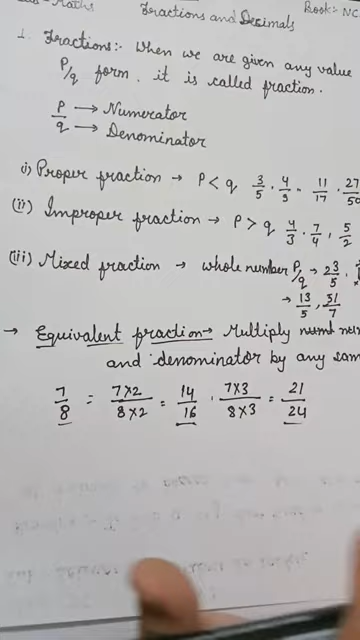 Maths Fractions and Decimals Book:- NC
1. Fractions:- When we are given any value
P/q form, it is called fraction.
P → Numerator
q → Denominator
(i) Proper fraction → P < q 3/5 . 4/9 . 11/17 . 27/50
(ii) Improper fraction → P > q 4/3 . 7/4 , 5/2
(iii) Mixed fraction → whole number P/q → 2 3/5 .
→ 13/5 , 31/7
→ Equivalent fraction → Multiply
and denominator by any sam
7/8 = 7×2/8×2 = 14/16 . 7×3/8×3 = 21/24